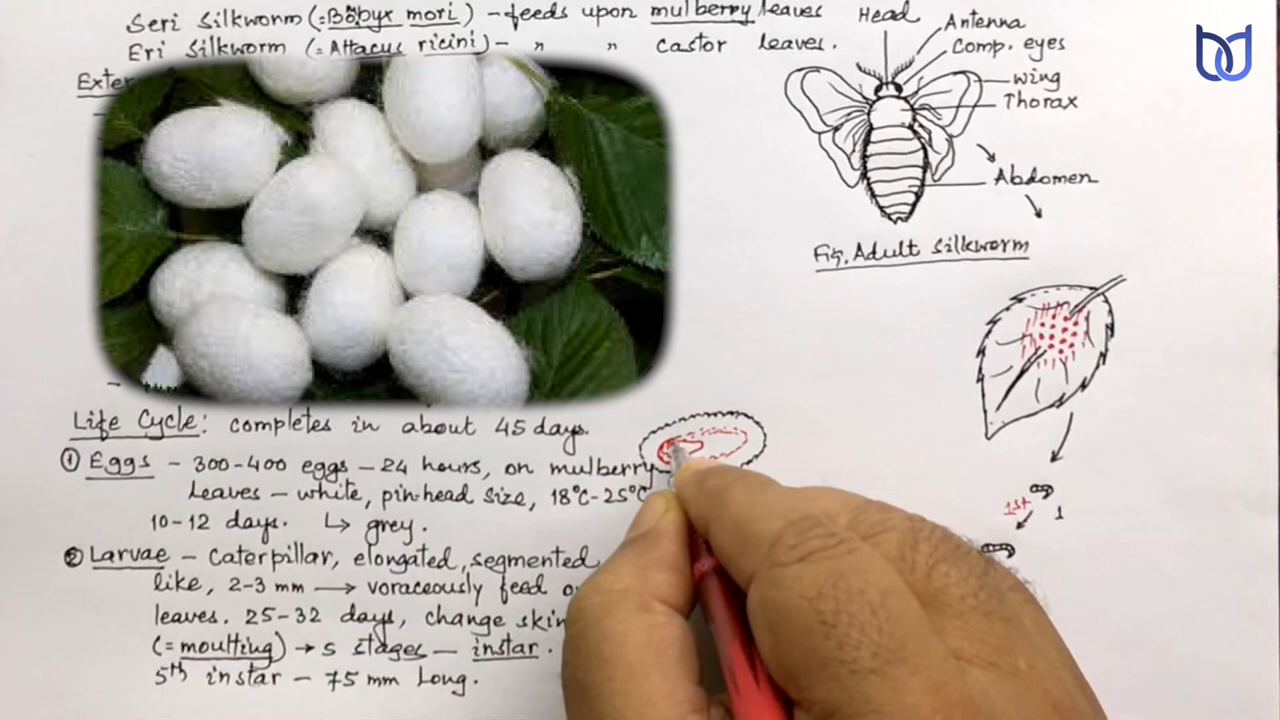 Seri Silkworm (=Bombyx mori) – feeds upon mulberry leaves
Eri Silkworm (=Attacus ricini) – " " castor leaves.
Exter
Head
Antenna
Comp. eyes
wing
Thorax
Abdomen
Fig. Adult Silkworm
Life Cycle: completes in about 45 days.
① Eggs – 300-400 eggs – 24 hours, on mulberry
leaves – white, pin-head size, 18°C-25°C
10-12 days. ↳ grey.
② Larvae – caterpillar, elongated, segmented
like, 2-3 mm → voraceously feed o
leaves. 25-32 days, change skin
(=moulting) → 5 stages – instar.
5th instar – 75 mm long.
1st
1